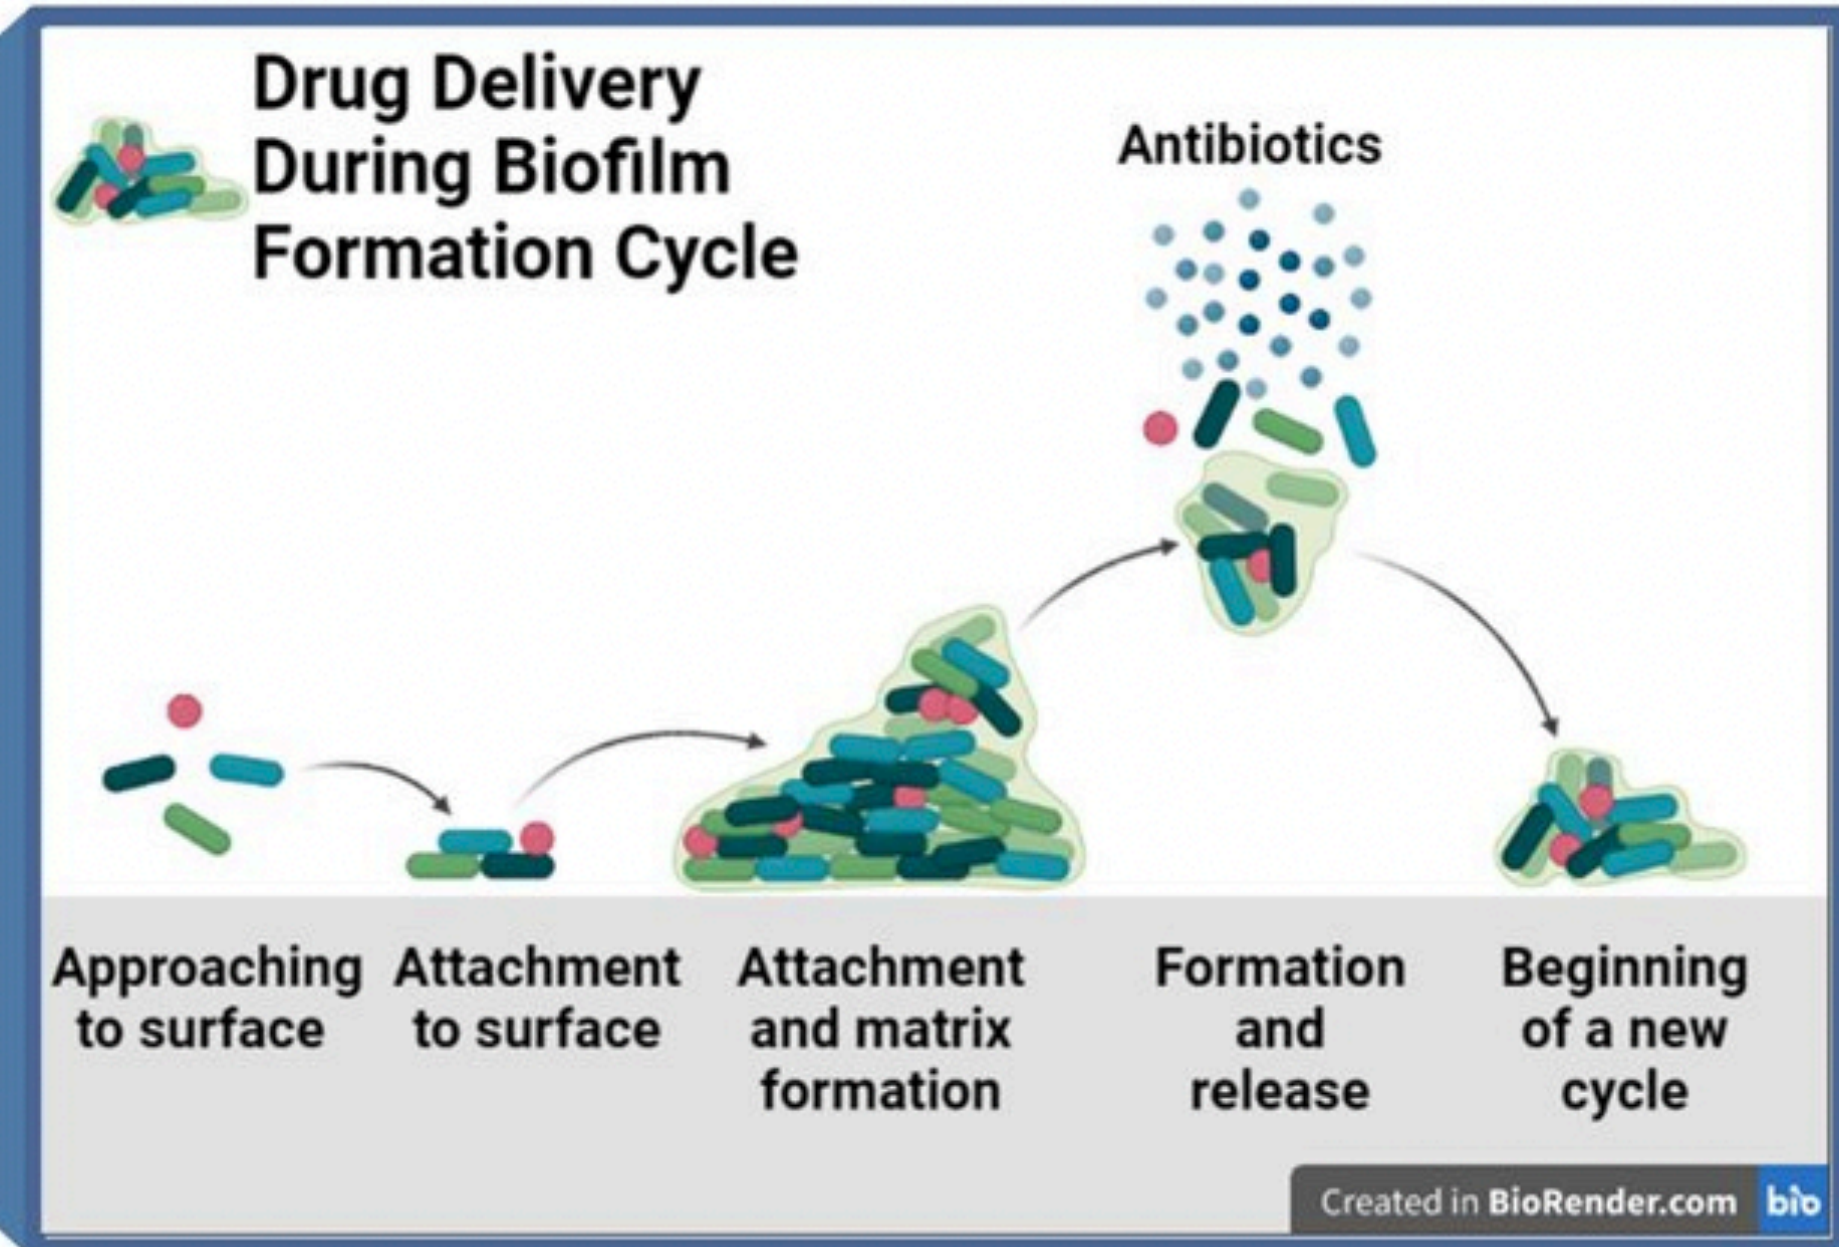 Drug Delivery
During Biofilm
Formation Cycle
Antibiotics
Approaching
to surface
Attachment
to surface
Attachment
and matrix
formation
Formation
and
release
Beginning
of a new
cycle
Created in BioRender.com bio